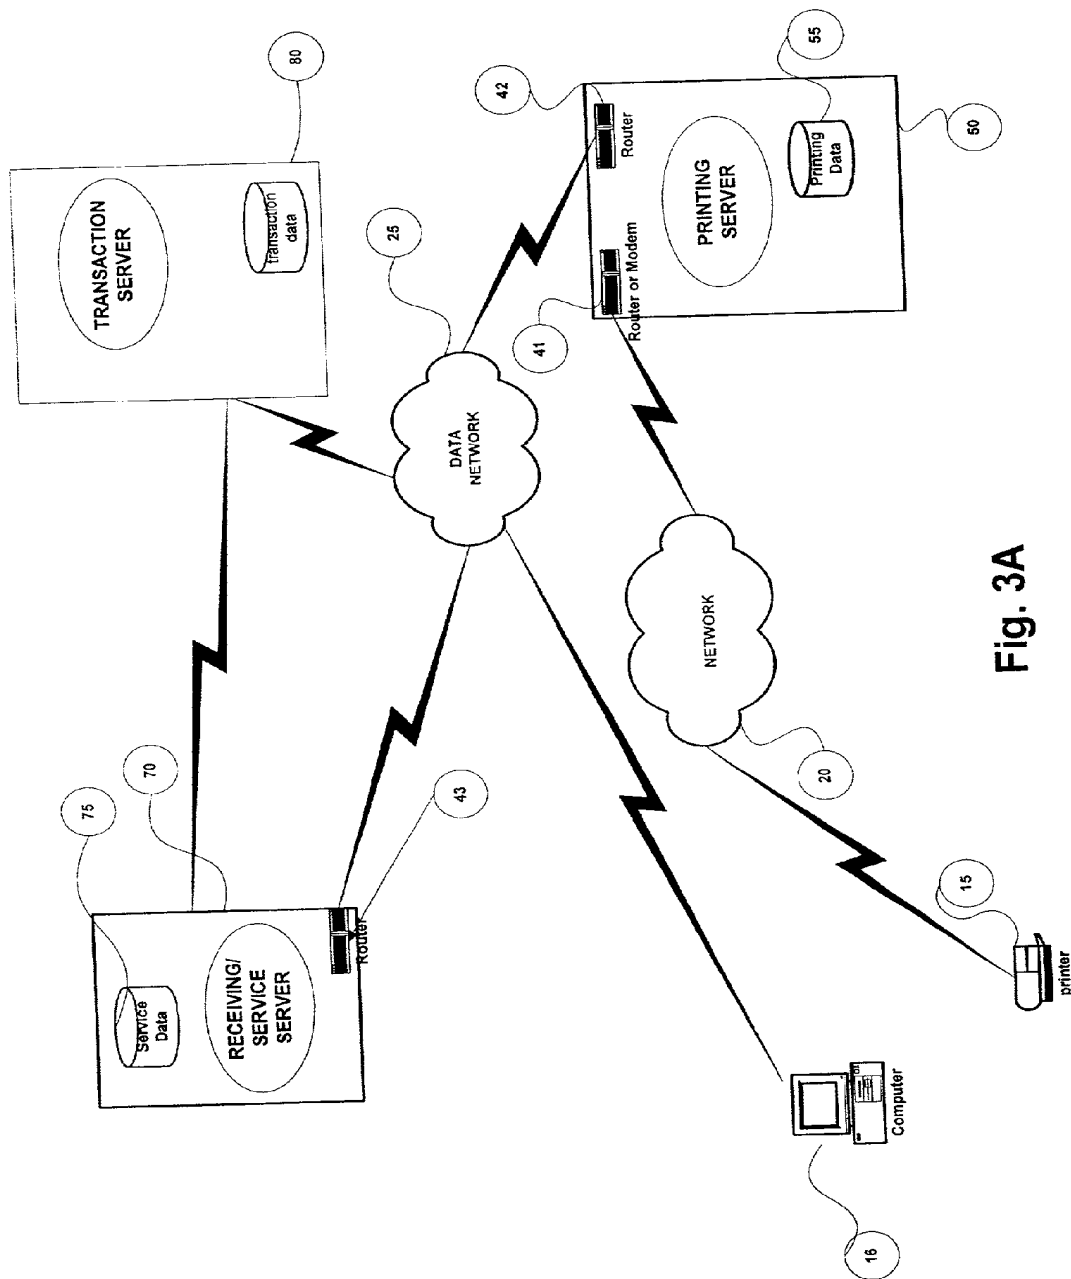 75
70
80
Service
Data
RECEIVING/
SERVICE
SERVER
Router
43
TRANSACTION
SERVER
transaction
data
25
DATA
NETWORK
42
41
Router
Router or Modem
PRINTING
SERVER
Printing
Data
55
50
NETWORK
20
16
Computer
15
printer
Fig. 3A